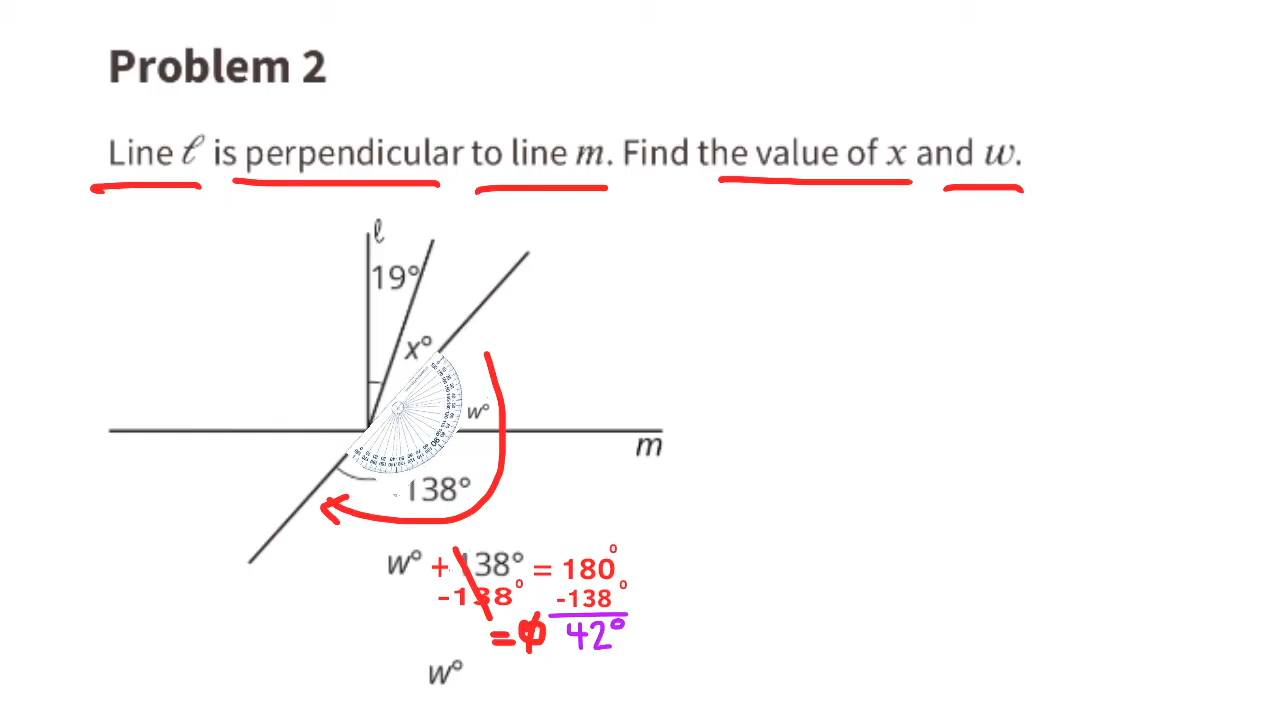 Problem 2
Line ℓ is perpendicular to line m. Find the value of x and w.
ℓ
19°
x°
w°
m
138°
w° + 138° = 180°
-138° -138
= 0 42°
w°